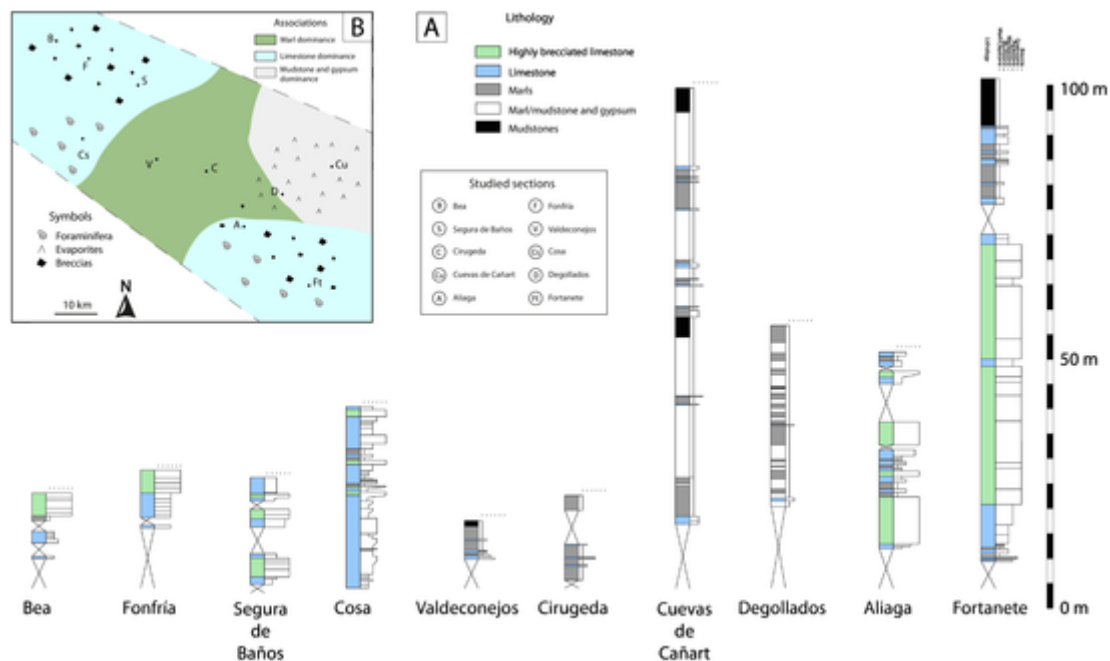 B
Associations
Marl dominance
Limestone dominance
Mudstone and gypsum
dominance
B
F
S
Cs
V
C
D
Cu
A
Ft
Symbols
Foraminifera
Evaporites
Breccias
N
10 km
A
Lithology
Highly brecciated limestone
Limestone
Marls
Marl/mudstone and gypsum
Mudstones
Studied sections
B Bea
F Fonfría
S Segura de Baños
V Valdeconejos
C Cirugeda
Cs Cosa
Cu Cuevas de Cañart
D Degollados
A Aliaga
Ft Fortanete
100 m
50 m
0 m
Bea
Fonfría
Segura
de
Baños
Cosa
Valdeconejos
Cirugeda
Cuevas
de
Cañart
Degollados
Aliaga
Fortanete